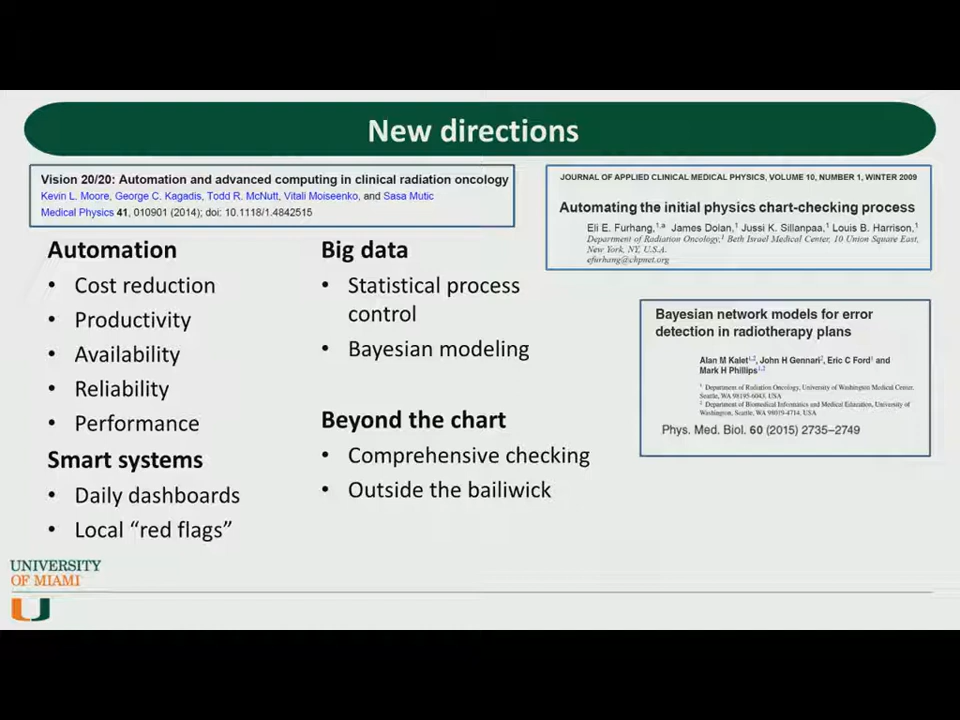 New directions
Vision 20/20: Automation and advanced computing in clinical radiation oncology
Kevin L. Moore, George C. Kagadis, Todd R. McNutt, Vitali Moiseenko, and Sasa Mutic
Medical Physics 41, 010901 (2014); doi: 10.1118/1.4842515
JOURNAL OF APPLIED CLINICAL MEDICAL PHYSICS, VOLUME 10, NUMBER 1, WINTER 2009
Automating the initial physics chart-checking process
Eli E. Furhang,1,a James Dolan,1 Jussi K. Sillanpaa,1 Louis B. Harrison,1
Department of Radiation Oncology,1 Beth Israel Medical Center, 10 Union Square East,
New York, NY, U.S.A.
efurhang@chpnet.org
Automation
• Cost reduction
• Productivity
• Availability
• Reliability
• Performance
Smart systems
• Daily dashboards
• Local “red flags”
Big data
• Statistical process
control
• Bayesian modeling
Beyond the chart
• Comprehensive checking
• Outside the bailiwick
Bayesian network models for error
detection in radiotherapy plans
Alan M Kalet1,2, John H Gennari2, Eric C Ford1 and
Mark H Phillips1,2
1 Department of Radiation Oncology, University of Washington Medical Center,
Seattle, WA 98195-6043, USA
2 Department of Biomedical Informatics and Medical Education, University of
Washington, Seattle, WA 98019-4714, USA
Phys. Med. Biol. 60 (2015) 2735–2749
UNIVERSITY
OF MIAMI
U